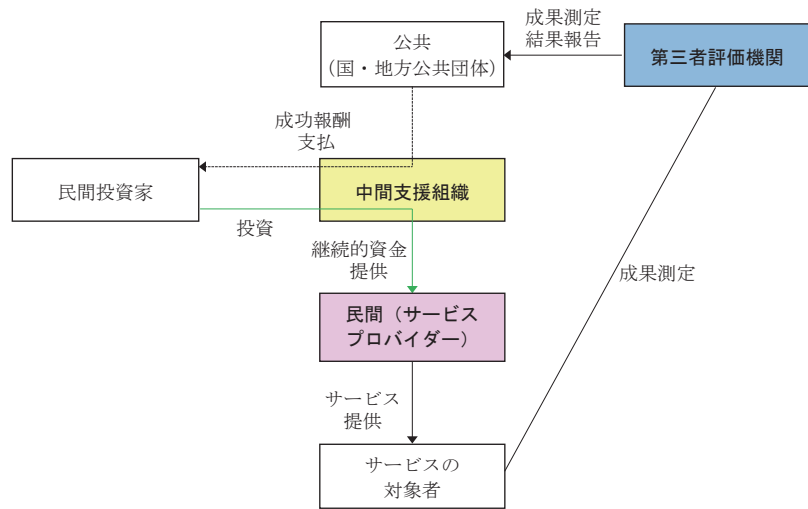 公共
(国・地方公共団体)
成果測定
結果報告
第三者評価機関
成功報酬
支払
民間投資家
中間支援組織
投資
継続的資金
提供
成果測定
民間（サービス
プロバイダー）
サービス
提供
サービスの
対象者